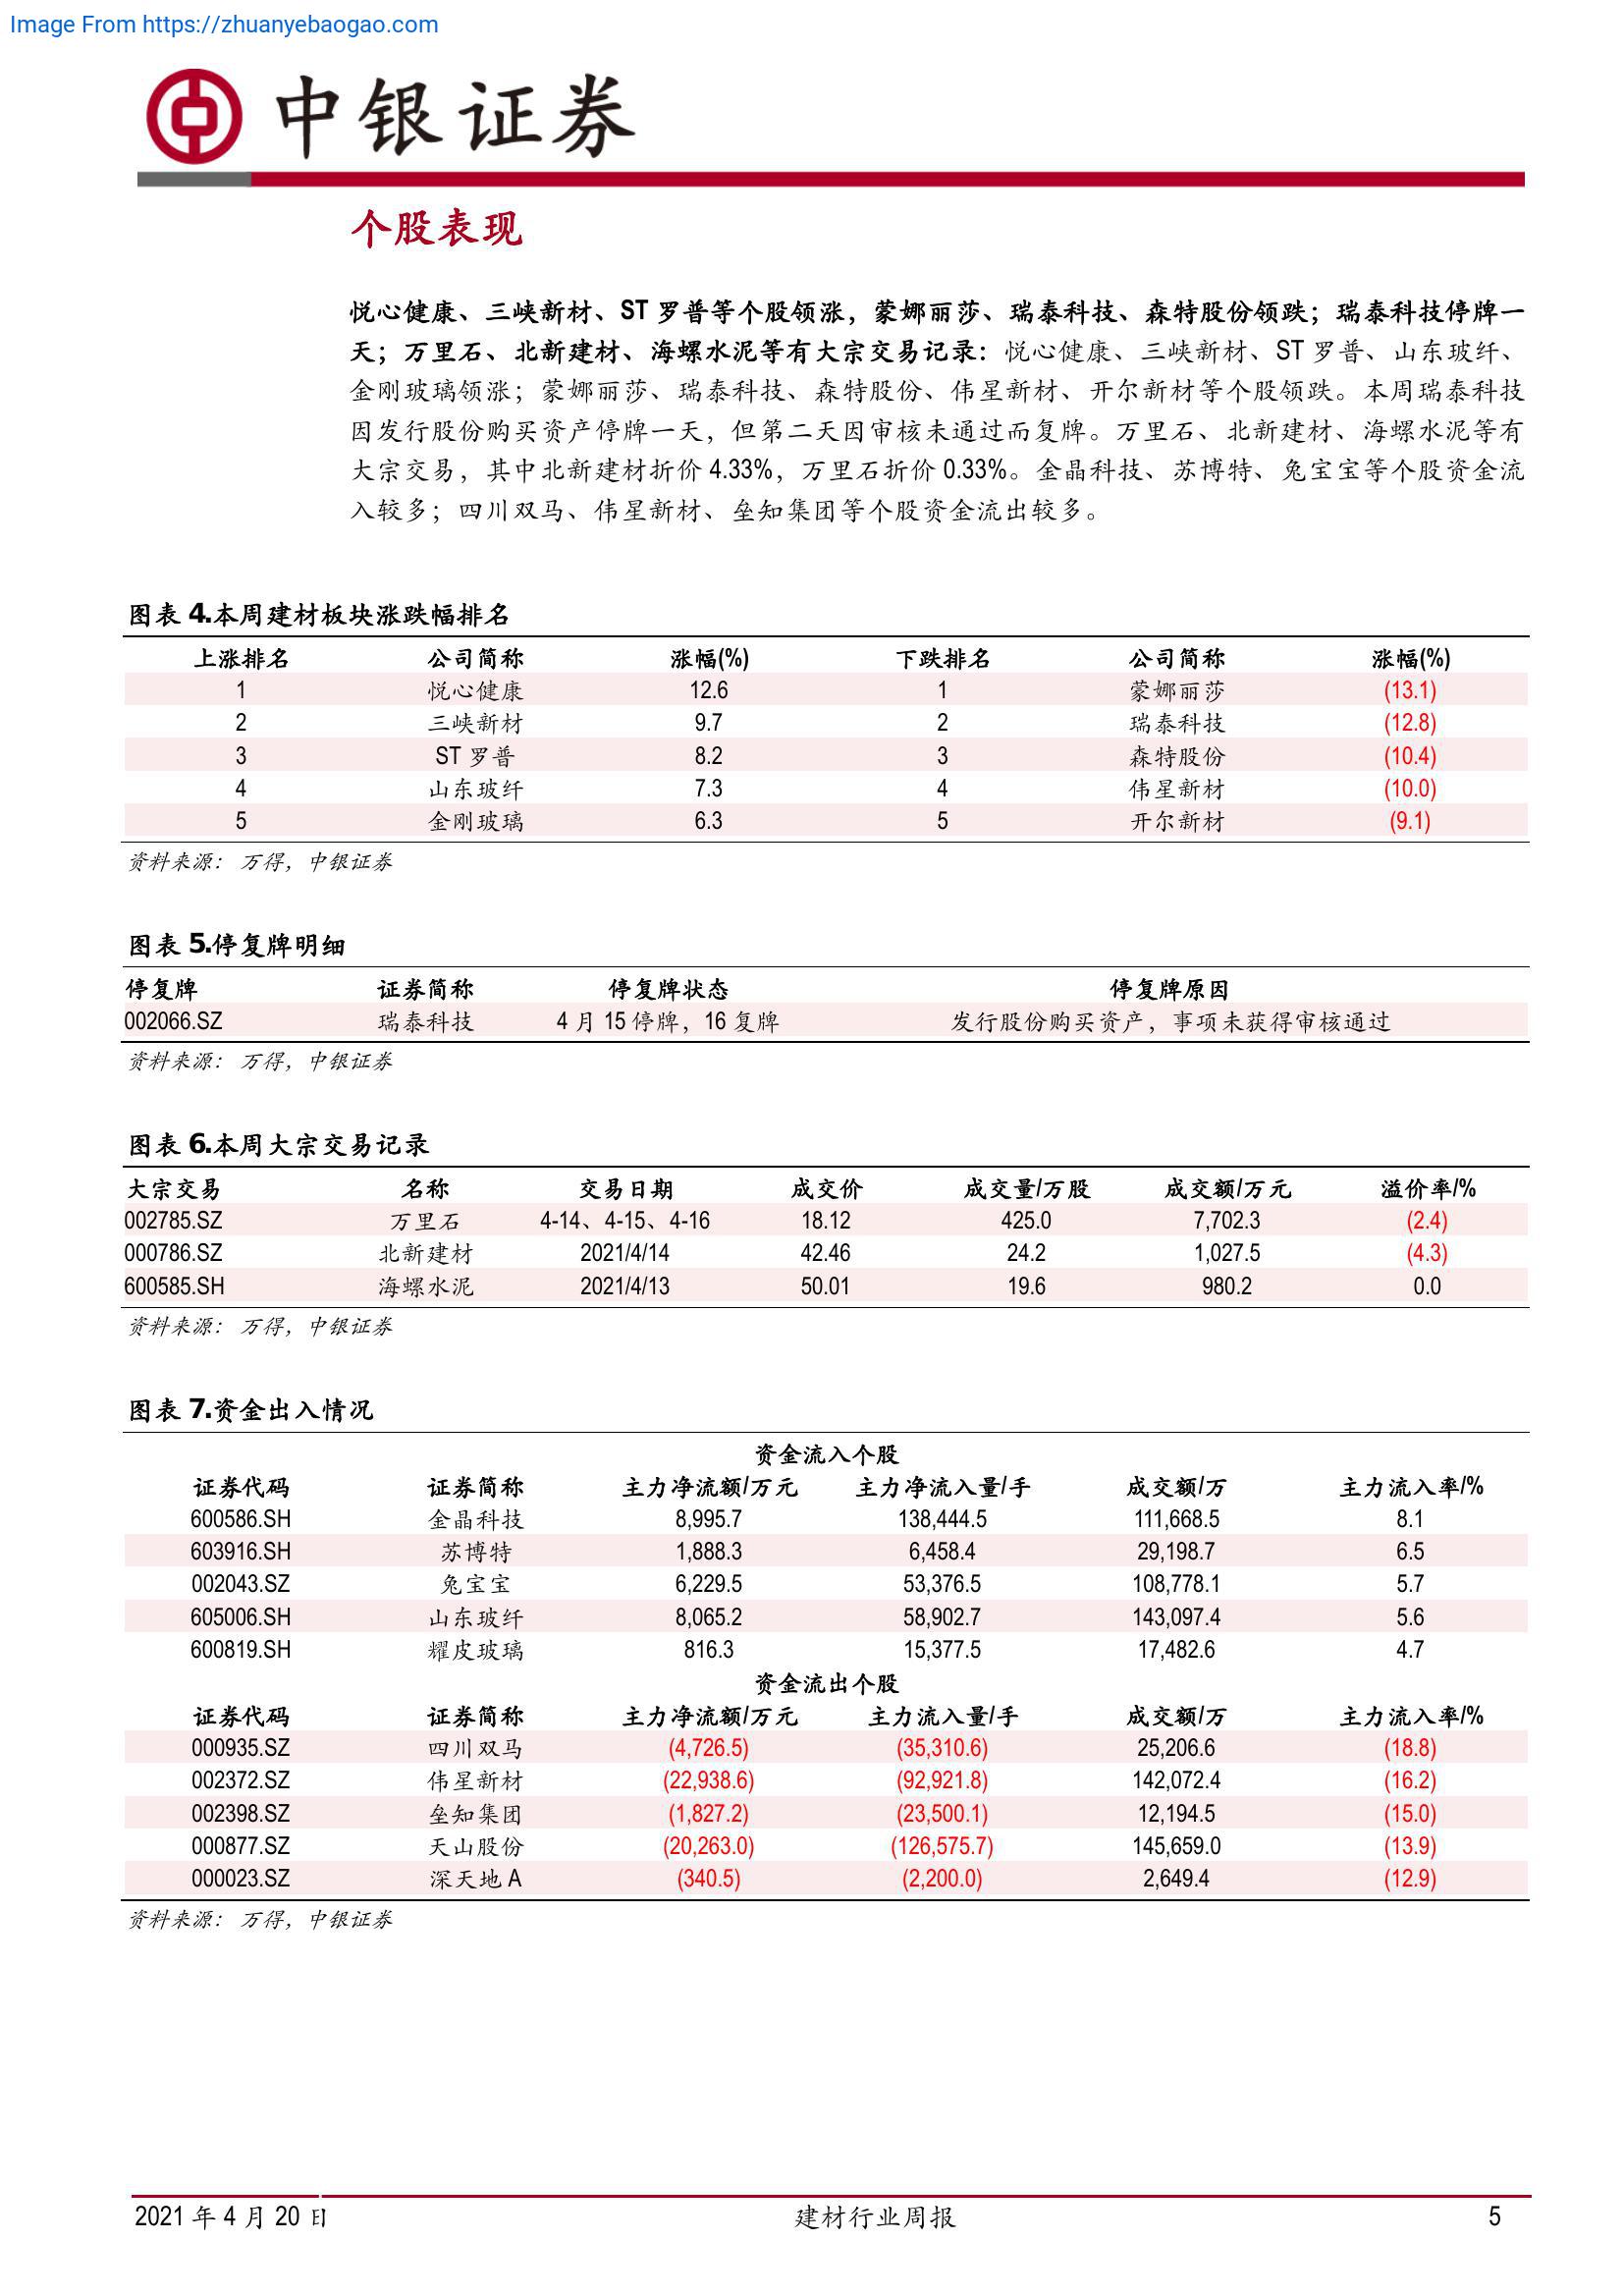 Image From https://zhuanyebaogao.com
中银证券
个股表现
悦心健康、三峡新材、ST 罗普等个股领涨，蒙娜丽莎、瑞泰科技、森特股份领跌；瑞泰科技停牌一
天；万里石、北新建材、海螺水泥等有大宗交易记录：悦心健康、三峡新材、ST 罗普、山东玻纤、
金刚玻璃领涨；蒙娜丽莎、瑞泰科技、森特股份、伟星新材、开尔新材等个股领跌。本周瑞泰科技
因发行股份购买资产停牌一天，但第二天因审核未通过而复牌。万里石、北新建材、海螺水泥等有
大宗交易，其中北新建材折价 4.33%，万里石折价 0.33%。金晶科技、苏博特、兔宝宝等个股资金流
入较多；四川双马、伟星新材、垒知集团等个股资金流出较多。
图表 4.本周建材板块涨跌幅排名
上涨排名 公司简称 涨幅(%) 下跌排名 公司简称 涨幅(%)
1 悦心健康 12.6 1 蒙娜丽莎 (13.1)
2 三峡新材 9.7 2 瑞泰科技 (12.8)
3 ST 罗普 8.2 3 森特股份 (10.4)
4 山东玻纤 7.3 4 伟星新材 (10.0)
5 金刚玻璃 6.3 5 开尔新材 (9.1)
资料来源：万得，中银证券
图表 5.停复牌明细
停复牌 证券简称 停复牌状态 停复牌原因
002066.SZ 瑞泰科技 4 月 15 停牌，16 复牌 发行股份购买资产，事项未获得审核通过
资料来源：万得，中银证券
图表 6.本周大宗交易记录
大宗交易 名称 交易日期 成交价 成交量/万股 成交额/万元 溢价率/%
002785.SZ 万里石 4-14、4-15、4-16 18.12 425.0 7,702.3 (2.4)
000786.SZ 北新建材 2021/4/14 42.46 24.2 1,027.5 (4.3)
600585.SH 海螺水泥 2021/4/13 50.01 19.6 980.2 0.0
资料来源：万得，中银证券
图表 7.资金出入情况
资金流入个股
证券代码 证券简称 主力净流额/万元 主力净流入量/手 成交额/万 主力流入率/%
600586.SH 金晶科技 8,995.7 138,444.5 111,668.5 8.1
603916.SH 苏博特 1,888.3 6,458.4 29,198.7 6.5
002043.SZ 兔宝宝 6,229.5 53,376.5 108,778.1 5.7
605006.SH 山东玻纤 8,065.2 58,902.7 143,097.4 5.6
600819.SH 耀皮玻璃 816.3 15,377.5 17,482.6 4.7
资金流出个股
证券代码 证券简称 主力净流额/万元 主力流入量/手 成交额/万 主力流入率/%
000935.SZ 四川双马 (4,726.5) (35,310.6) 25,206.6 (18.8)
002372.SZ 伟星新材 (22,938.6) (92,921.8) 142,072.4 (16.2)
002398.SZ 垒知集团 (1,827.2) (23,500.1) 12,194.5 (15.0)
000877.SZ 天山股份 (20,263.0) (126,575.7) 145,659.0 (13.9)
000023.SZ 深天地 A (340.5) (2,200.0) 2,649.4 (12.9)
资料来源：万得，中银证券
2021 年 4 月 20 日 建材行业周报 5